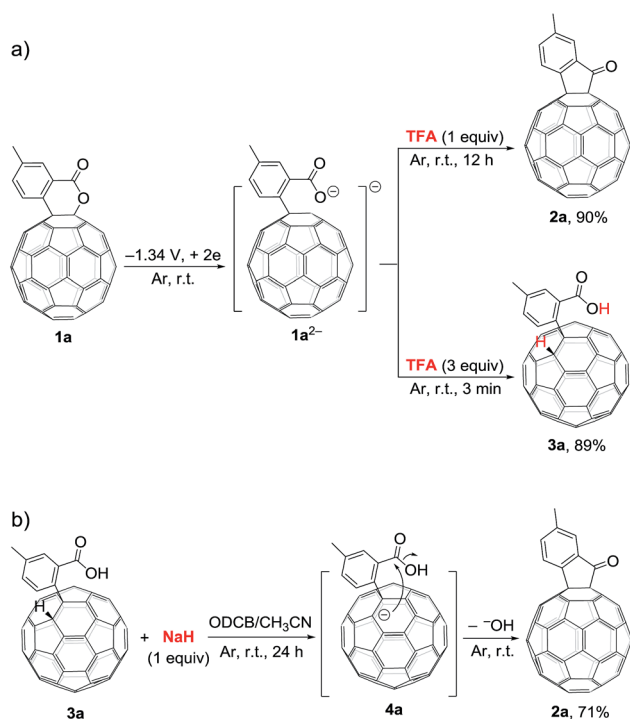 a)
O
O
1a
–1.34 V, + 2e
Ar, r.t.
O
O ⊖
⊖
1a2–
TFA (1 equiv)
Ar, r.t., 12 h
O
2a, 90%
TFA (3 equiv)
Ar, r.t., 3 min
O
OH
H
3a, 89%
b)
O
OH
H
3a
+ NaH
(1 equiv)
ODCB/CH3CN
Ar, r.t., 24 h
O
OH
⊖
4a
– –OH
Ar, r.t.
O
2a, 71%